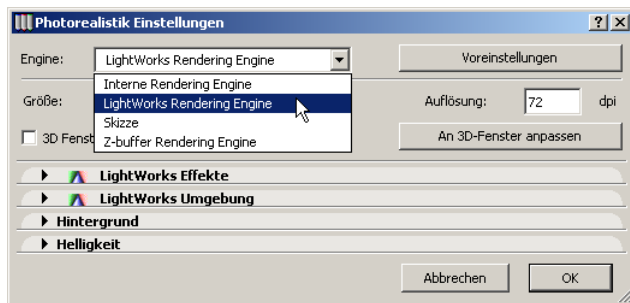 Photorealistik Einstellungen
Engine: LightWorks Rendering Engine Voreinstellungen
Interne Rendering Engine
Größe: LightWorks Rendering Engine Auflösung: 72 dpi
Skizze
3D Fenst Z-buffer Rendering Engine An 3D-Fenster anpassen
LightWorks Effekte
LightWorks Umgebung
Hintergrund
Helligkeit
Abbrechen OK